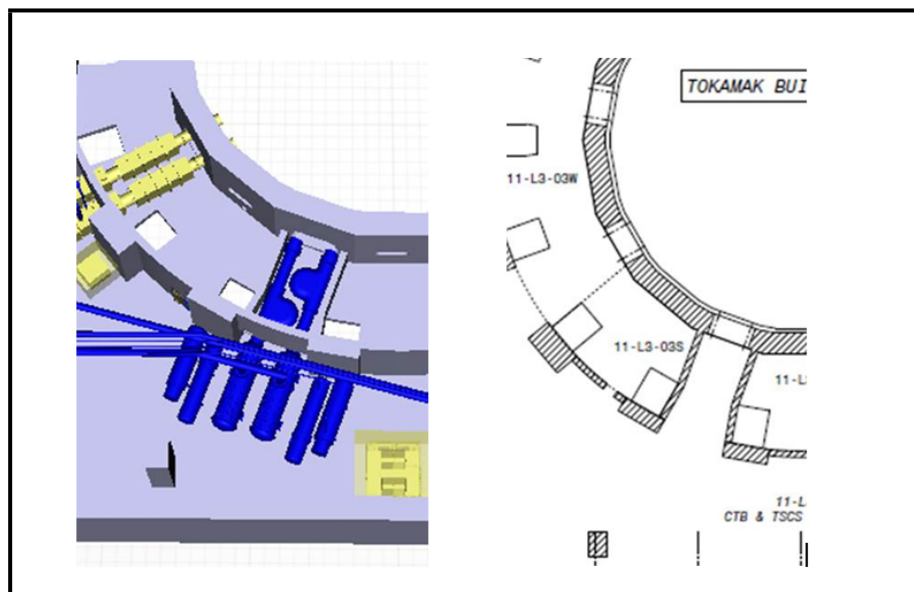 TOKAMAK BUI
11-L3-03W
11-L3-03S
11-L
11-L
CTB & TSCS